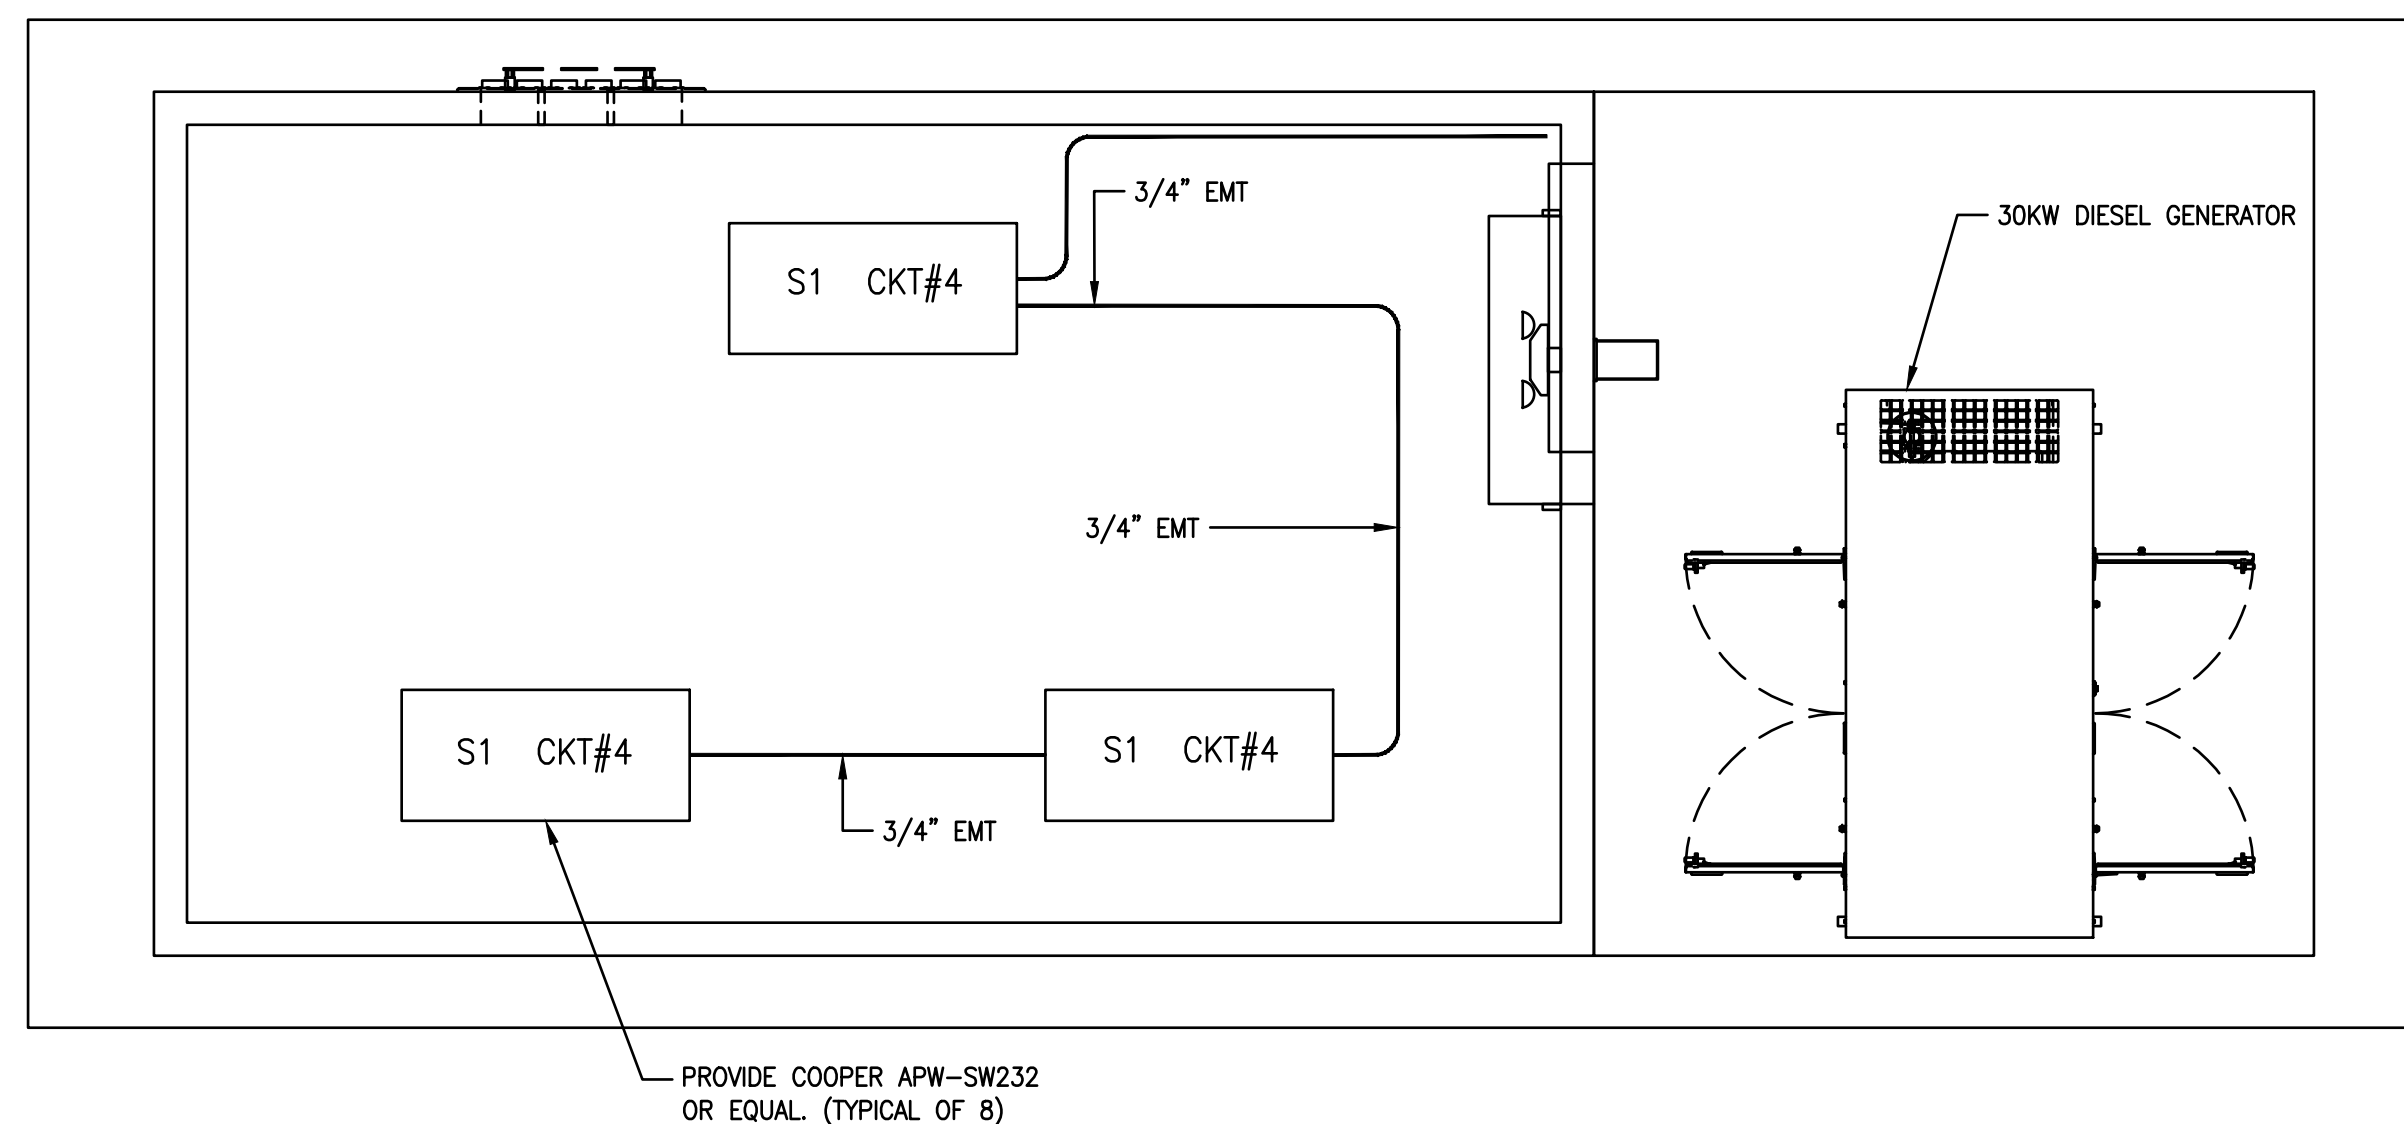 3/4" EMT
30KW DIESEL GENERATOR
S1 CKT#4
3/4" EMT
S1 CKT#4
S1 CKT#4
3/4" EMT
PROVIDE COOPER APW-SW232
OR EQUAL. (TYPICAL OF 8)